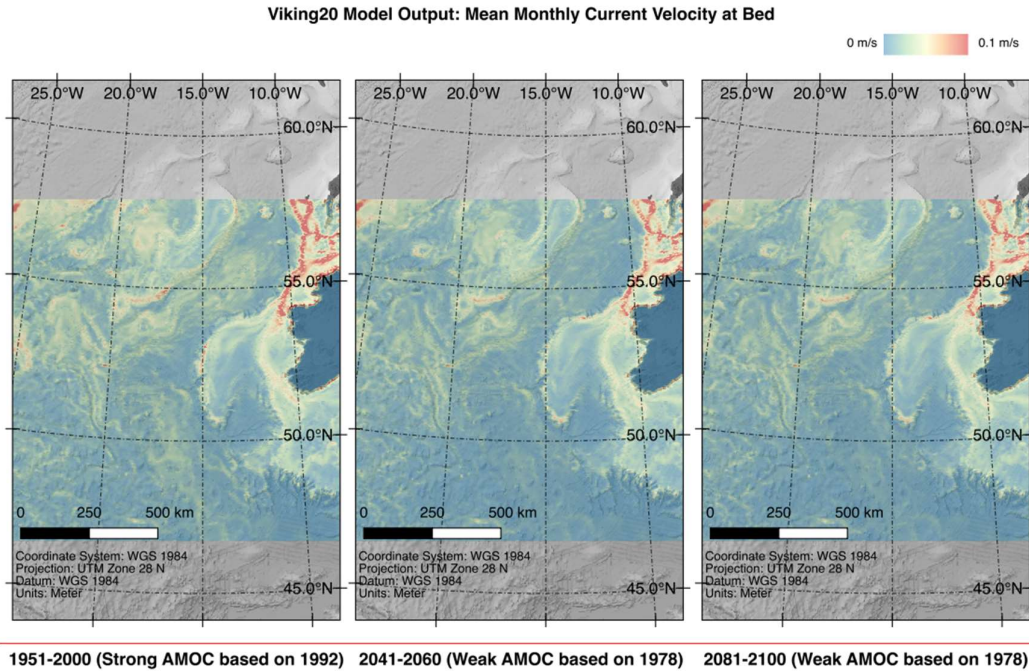 Viking20 Model Output: Mean Monthly Current Velocity at Bed
0 m/s 0.1 m/s
25.0°W 20.0°W 15.0°W 10.0°W
60.0°N
55.0°N
50.0°N
0 250 500 km
Coordinate System: WGS 1984
Projection: UTM Zone 28 N
Datum: WGS 1984
Units: Meter
45.0°N
25.0°W 20.0°W 15.0°W 10.0°W
60.0°N
55.0°N
50.0°N
0 250 500 km
Coordinate System: WGS 1984
Projection: UTM Zone 28 N
Datum: WGS 1984
Units: Meter
45.0°N
25.0°W 20.0°W 15.0°W 10.0°W
60.0°N
55.0°N
50.0°N
0 250 500 km
Coordinate System: WGS 1984
Projection: UTM Zone 28 N
Datum: WGS 1984
Units: Meter
45.0°N
1951-2000 (Strong AMOC based on 1992)
2041-2060 (Weak AMOC based on 1978)
2081-2100 (Weak AMOC based on 1978)